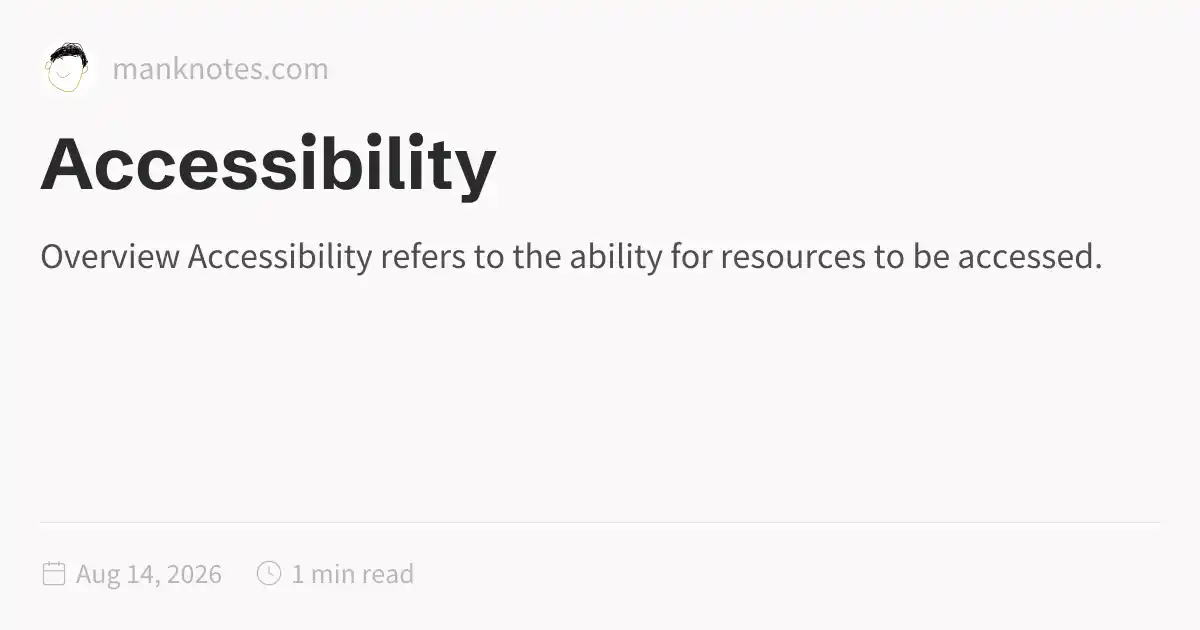 manknotes.com
Accessibility
Overview Accessibility refers to the ability for resources to be accessed.
Aug 14, 2026 1 min read